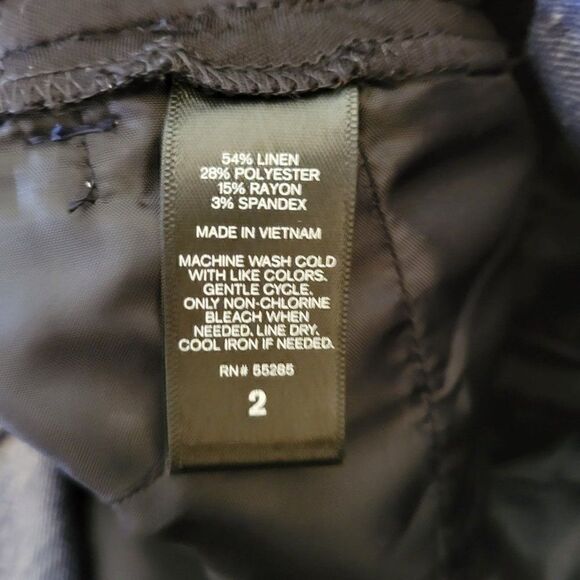 54% LINEN
28% POLYESTER
15% RAYON
3% SPANDEX
MADE IN VIETNAM
MACHINE WASH COLD
WITH LIKE COLORS.
GENTLE CYCLE.
ONLY NON-CHLORINE
BLEACH WHEN
NEEDED. LINE DRY.
COOL IRON IF NEEDED.
RN# 55285
2